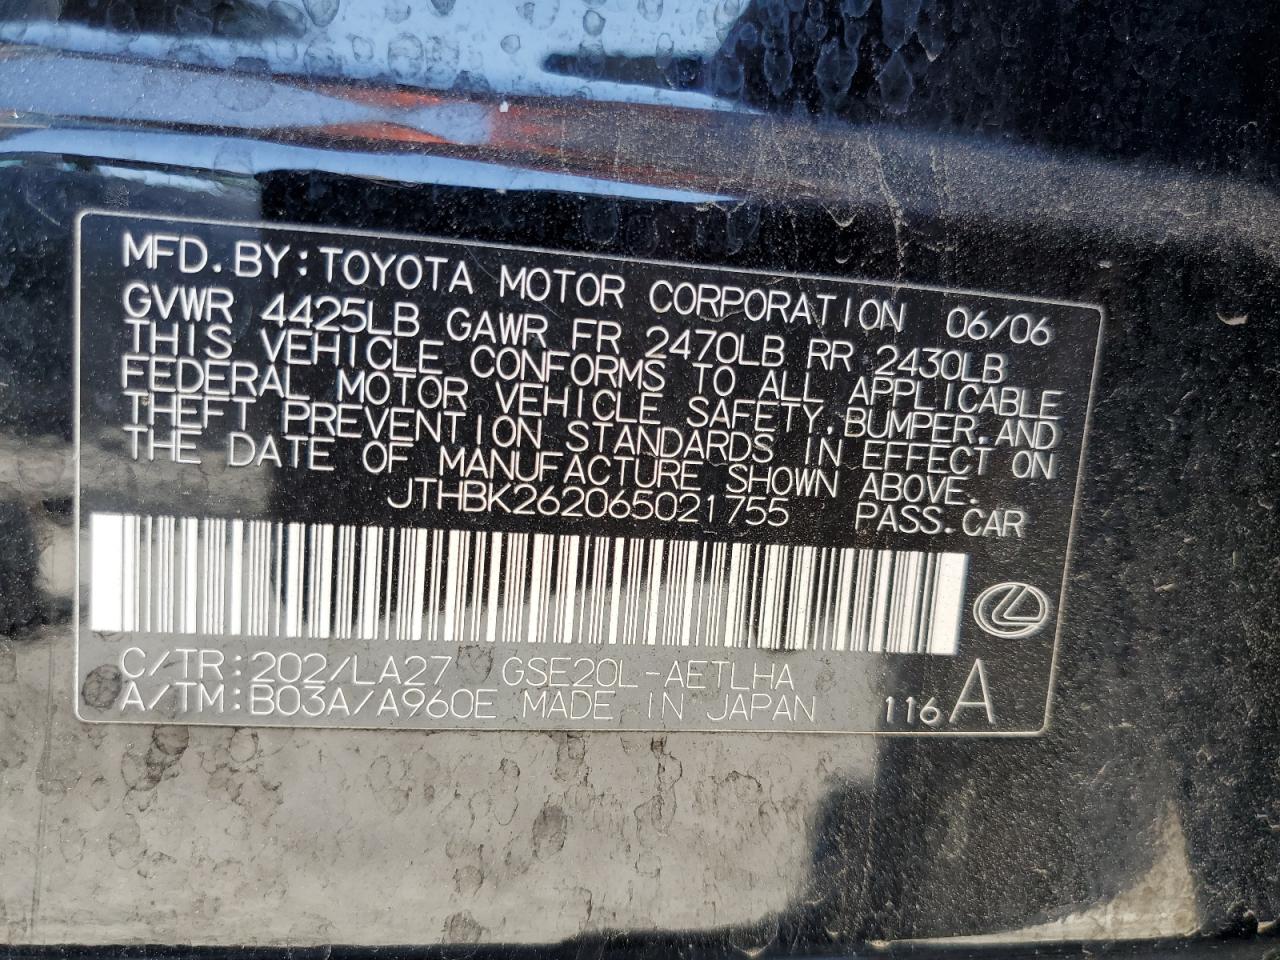 MFD.BY:TOYOTA MOTOR CORPORATION 06/06
GVWR 4425LB GAWR FR 2470LB RR 2430LB
THIS VEHICLE CONFORMS TO ALL APPLICABLE
FEDERAL MOTOR VEHICLE SAFETY,BUMPER,AND
THEFT PREVENTION STANDARDS IN EFFECT ON
THE DATE OF MANUFACTURE SHOWN ABOVE.
JTHBK262065021755 PASS.CAR
C/TR:202/LA27 GSE20L-AETLHA
A/TM:B03A/A960E MADE IN JAPAN 116 A